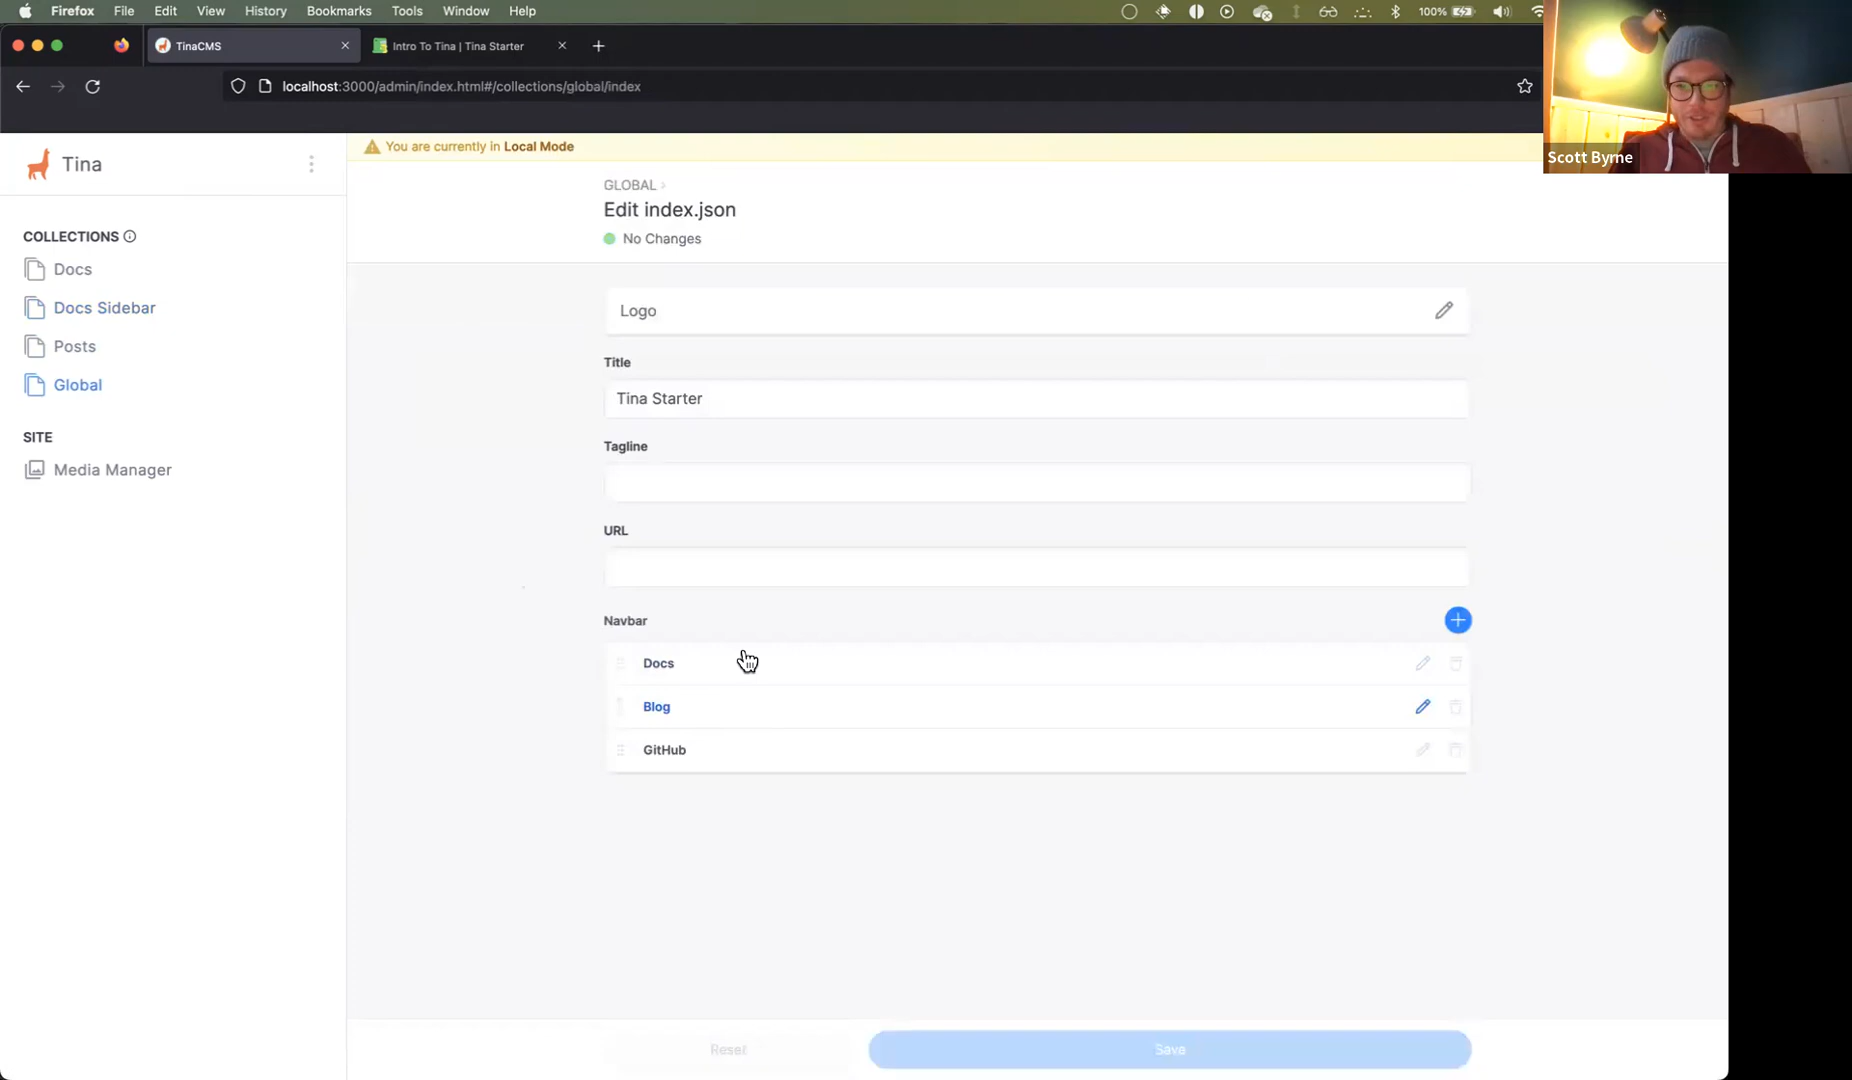 Firefox File Edit View History Bookmarks Tools Window Help 100%
TinaCMS
Intro To Tina | Tina Starter
localhost:3000/admin/index.html#/collections/global/index
Scott Byrne
Tina
You are currently in Local Mode
GLOBAL >
Edit index.json
No Changes
COLLECTIONS
Docs
Docs Sidebar
Posts
Global
SITE
Media Manager
Logo
Title
Tina Starter
Tagline
URL
Navbar
Docs
Blog
GitHub
Reset
Save